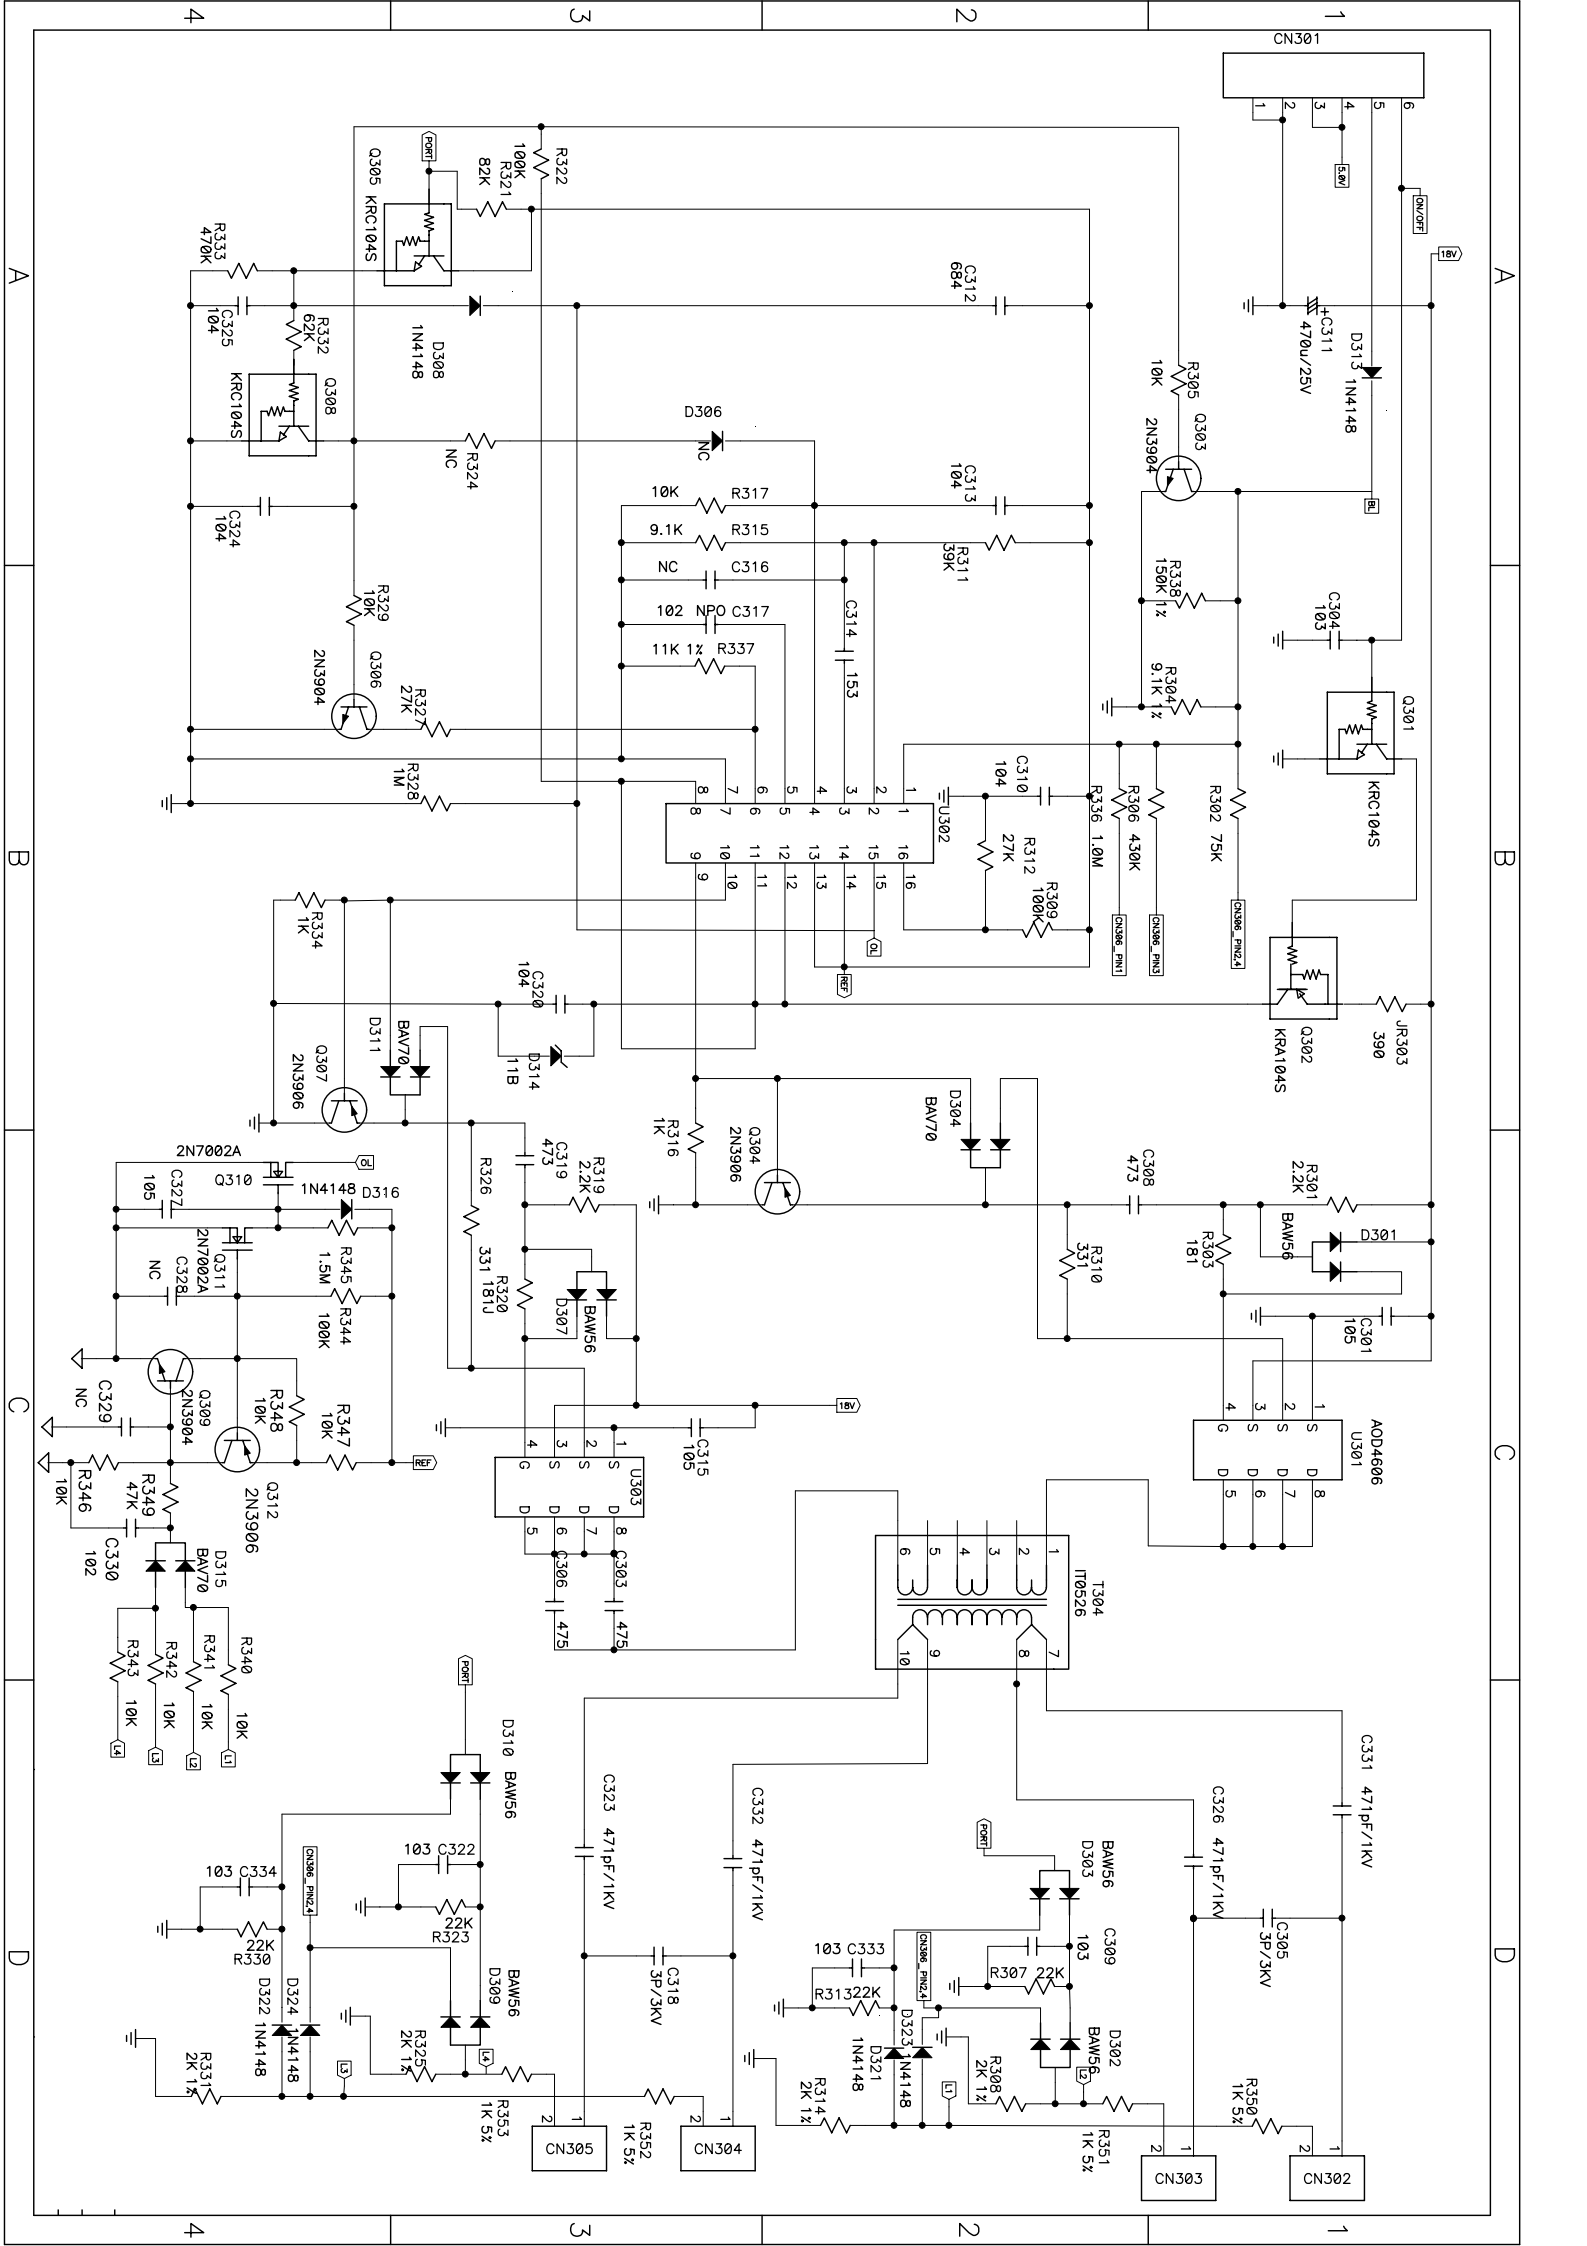 4
3
2
1
CN301
1
2
3
4
5
6
5.0V
ON/OFF
18V
PORT
Q305 KRC104S
R321
82K
R322
100K
R333
470K
C325
104
R332
62K
Q308
KRC104S
D308
1N4148
C312
684
+C311
470u/25V
D313 1N4148
R305
10K
Q303
2N3904
BL
A
A
D306
NC
R324
NC
C324
104
R329
10K
Q306
2N3904
R327
27K
R328
1M
10K R317
9.1K R315
NC C316
102 NPO C317
11K 1% R337
C313
104
R311
39K
C314 153
R338
150K 1%
R304
9.1K 1%
C304
103
Q301
KRC104S
C310
104
R312
27K
R309
100K
R336 1.0M
R306 430K
R302 75K
CN306_PIN1
CN306_PIN3
CN306_PIN2,4
U302
8 7 6 5 4 3 2 1
8 7 6 5 4 3 2 1
9 10 11 12 13 14 15 16
9 10 11 12 13 14 15 16
OL
REF
B
B
R334
1K
C320
104
D314
11B
D311
BAV70
Q307
2N3906
Q302
KRA104S
JR303
390
D304
BAV70
Q304
2N3906
R316
1K
C308
473
R301
2.2K
BAW56
D301
R303
181
R310
331
C301
105
C319
473
R319
2.2K
R326
331
R320
181J
D307
BAW56
2N7002A
Q310
OL
1N4148 D316
C327
105
2N7002A
Q311
C328
NC
R345
1.5M
R344
100K
Q309
2N3904
C329
NC
R348
10K
R347
10K
REF
Q312
2N3906
R346
10K
R349
47K
C330
102
D315
BAV70
R343 10K
R342 10K
R341 10K
R340 10K
L4
L3
L2
L1
18V
C315
105
U303
4 3 2 1
G S S S
D D D D
5 6 7 8
C306 475
C303 475
AOD4606
U301
4 3 2 1
G S S S
D D D D
5 6 7 8
T304
IT0526
6 5 4 3 2 1
10 9 8 7
C
C
PORT
D310 BAW56
103 C322
22K
R323
103 C334
22K
R330
CN306_PIN2,4
D309
BAW56
D322 1N4148
D324 1N4148
R325
2K 1%
R331
2K 1%
L3
L4
R353
1K 5%
R352
1K 5%
C323 471pF/1KV
C332 471pF/1KV
C318
3P/3KV
2 1
CN305
2 1
CN304
PORT
D303
BAW56
C309
103
R307 22K
103 C333
R313 22K
CN306_PIN2,4
D302
BAW56
D321
1N4148
D323 1N4148
R314
2K 1%
R308
2K 1%
L1
L2
R351
1K 5%
R350
1K 5%
C326 471pF/1KV
C331 471pF/1KV
C305
3P/3KV
2 1
CN303
2 1
CN302
D
D
4
3
2
1